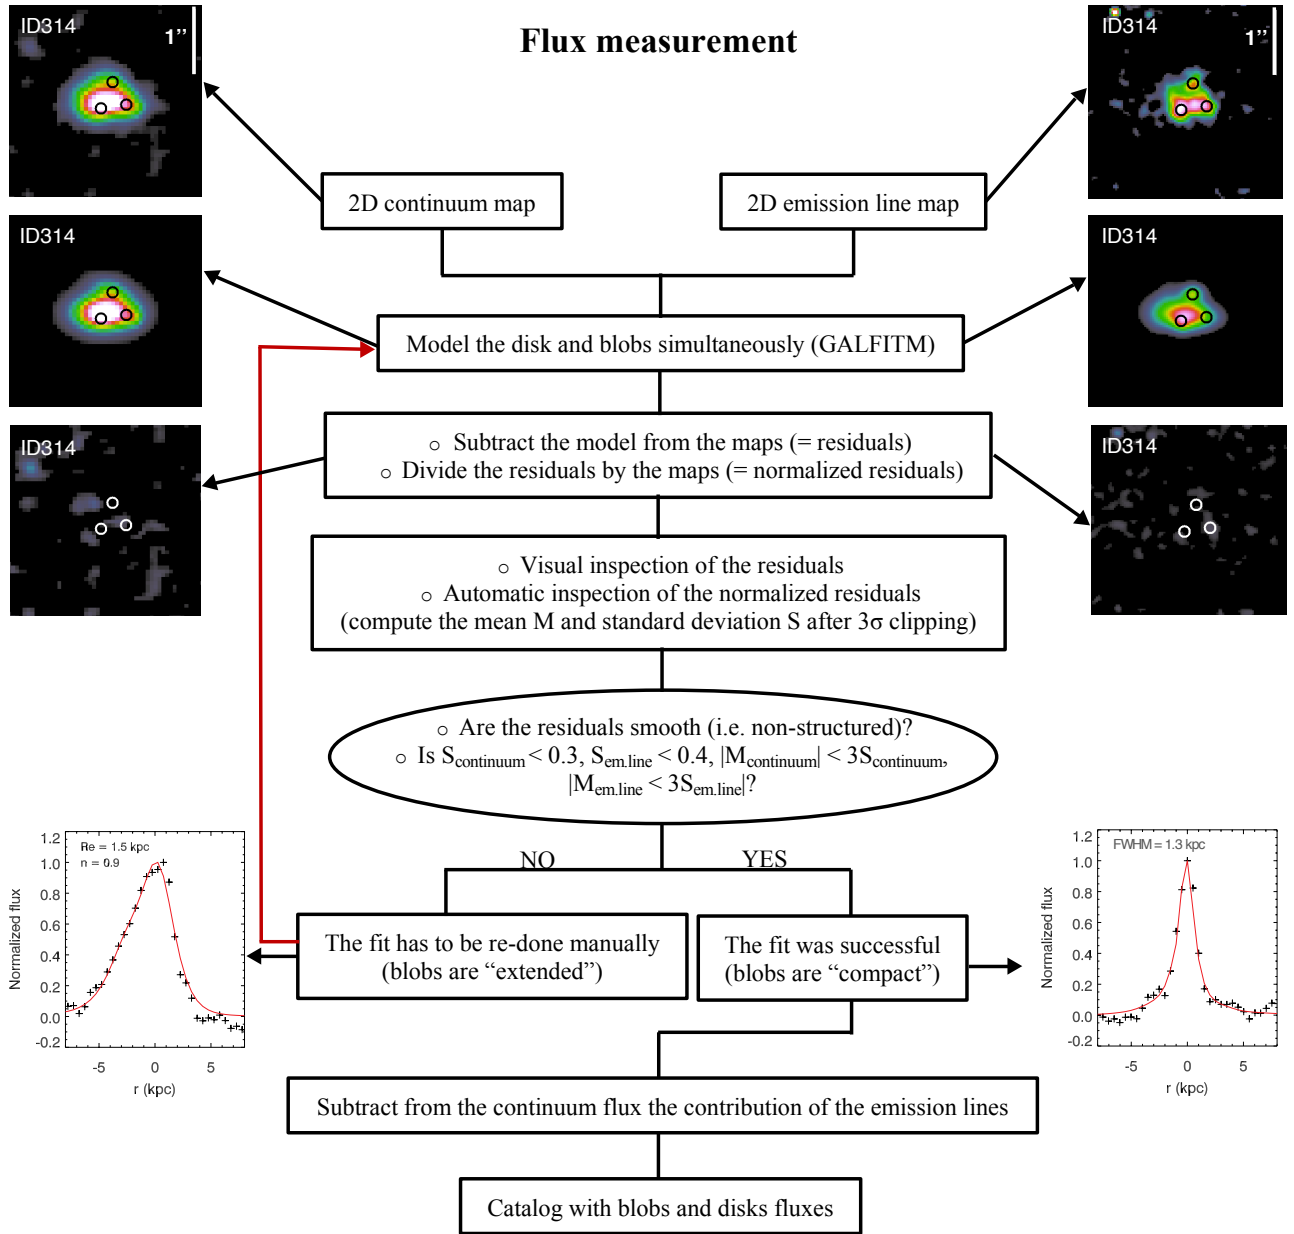 Flux measurement
ID314
1’’
ID314
1’’
2D continuum map
2D emission line map
ID314
ID314
Model the disk and blobs simultaneously (GALFITM)
ID314
ID314
○ Subtract the model from the maps (= residuals)
○ Divide the residuals by the maps (= normalized residuals)
○ Visual inspection of the residuals
○ Automatic inspection of the normalized residuals
(compute the mean M and standard deviation S after 3σ clipping)
○ Are the residuals smooth (i.e. non-structured)?
○ Is Scontinuum < 0.3, Sem.line < 0.4, |Mcontinuum| < 3Scontinuum,
|Mem.line < 3Sem.line|?
NO
YES
The fit has to be re-done manually
(blobs are “extended”)
The fit was successful
(blobs are “compact”)
Re = 1.5 kpc
n = 0.9
Normalized flux
1.2
1.0
0.8
0.6
0.4
0.2
0.0
-0.2
-5 0 5
r (kpc)
FWHM = 1.3 kpc
Normalized flux
1.2
1.0
0.8
0.6
0.4
0.2
0.0
-0.2
-5 0 5
r (kpc)
Subtract from the continuum flux the contribution of the emission lines
Catalog with blobs and disks fluxes